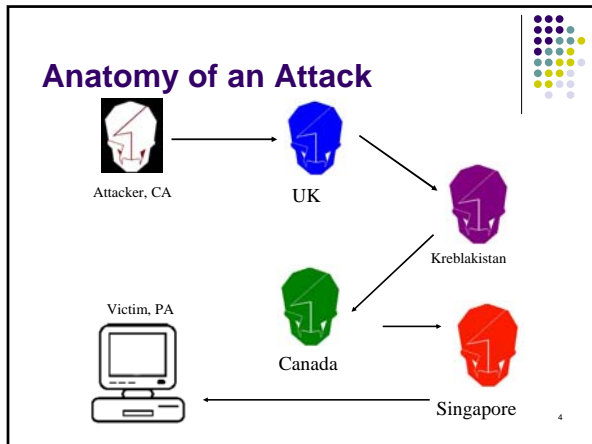 Anatomy of an Attack
Attacker, CA
UK
Kreblakistan
Victim, PA
Canada
Singapore
4